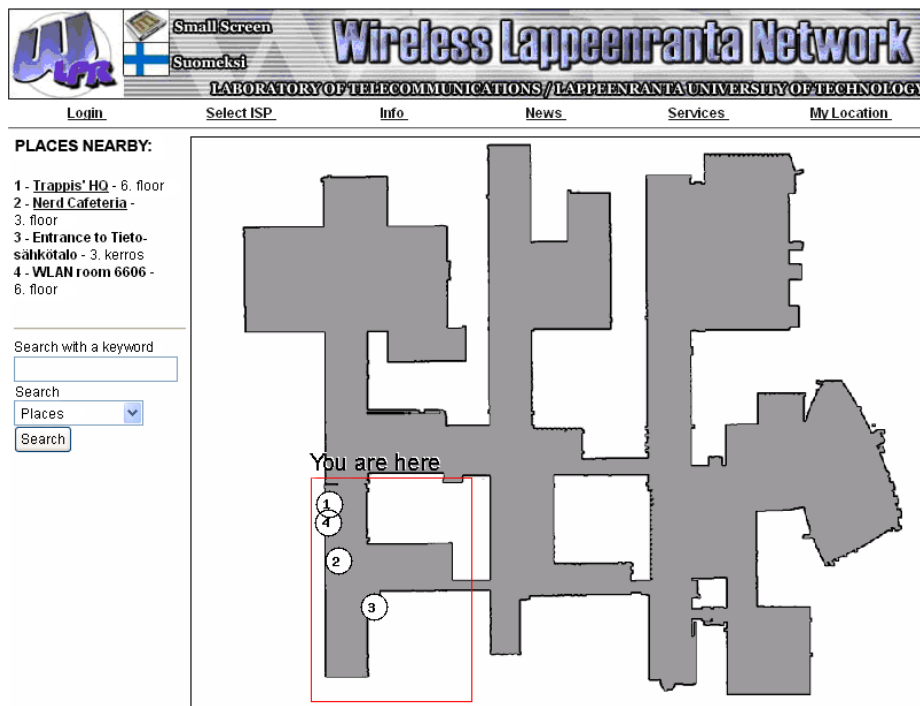 WLPR
Small Screen
Suomeksi
Wireless Lappeenranta Network
LABORATORY OF TELECOMMUNICATIONS / LAPPEENRANTA UNIVERSITY OF TECHNOLOGY
Login Select ISP Info News Services My Location
PLACES NEARBY:
1 - Trappis' HQ - 6. floor
2 - Nerd Cafeteria -
3. floor
3 - Entrance to Tieto-
sähkötalo - 3. kerros
4 - WLAN room 6606 -
6. floor
Search with a keyword
Search
Places
Search
You are here
1
4
2
3